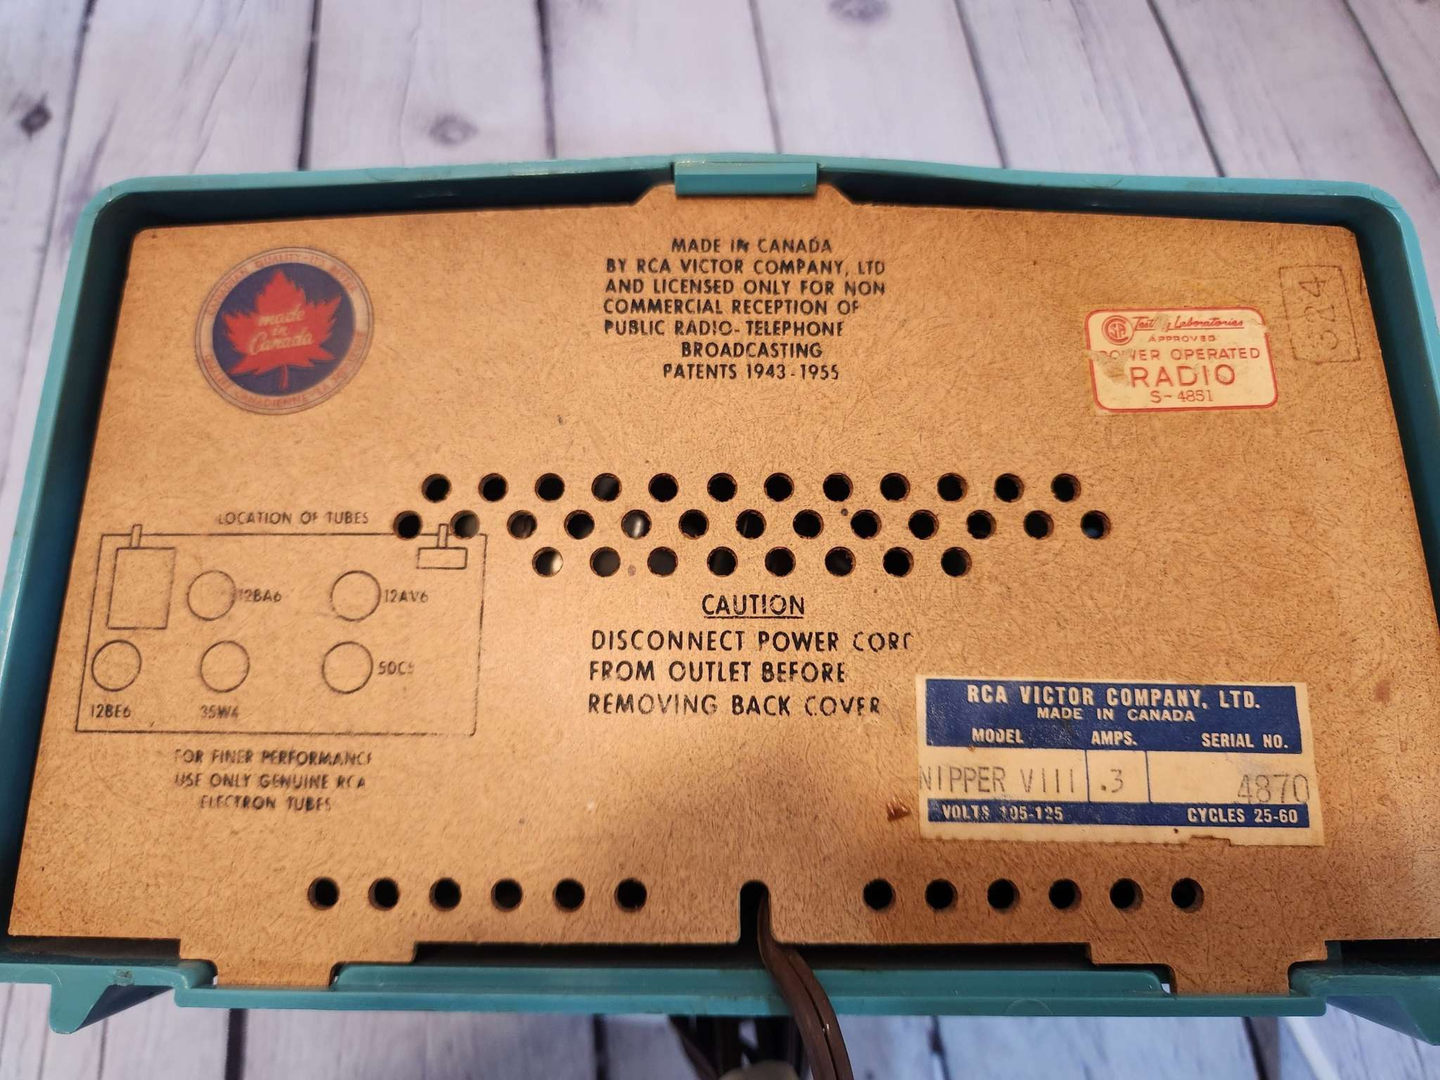 MADE IN CANADA
BY RCA VICTOR COMPANY, LTD
AND LICENSED ONLY FOR NON
COMMERCIAL RECEPTION OF
PUBLIC RADIO-TELEPHONE
BROADCASTING
PATENTS 1943-1955
made
in
Canada
Testing Laboratories
APPROVED
POWER OPERATED
RADIO
S-4851
324
LOCATION OF TUBES
12BA6
12AV6
50C5
12BE6
35W4
FOR FINER PERFORMANCE
USE ONLY GENUINE RCA
ELECTRON TUBES
CAUTION
DISCONNECT POWER CORD
FROM OUTLET BEFORE
REMOVING BACK COVER
RCA VICTOR COMPANY, LTD.
MADE IN CANADA
MODEL AMPS. SERIAL NO.
NIPPER VIII .3 4870
VOLTS 105-125 CYCLES 25-60